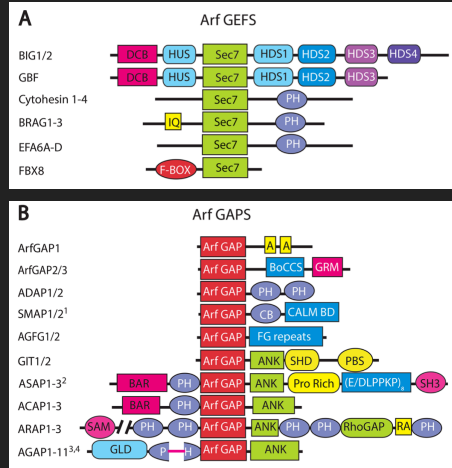 A
Arf GEFS
BIG1/2 DCB HUS Sec7 HDS1 HDS2 HDS3 HDS4
GBF DCB HUS Sec7 HDS1 HDS2 HDS3
Cytohesin 1-4 Sec7 PH
BRAG1-3 IQ Sec7 PH
EFA6A-D Sec7 PH
FBX8 F-BOX Sec7
B
Arf GAPS
ArfGAP1 Arf GAP A A
ArfGAP2/3 Arf GAP BoCCS GRM
ADAP1/2 Arf GAP PH PH
SMAP1/2¹ Arf GAP CB CALM BD
AGFG1/2 Arf GAP FG repeats
GIT1/2 Arf GAP ANK SHD PBS
ASAP1-3² BAR PH Arf GAP ANK Pro Rich (E/DLPPKP)₈ SH3
ACAP1-3 BAR PH Arf GAP ANK
ARAP1-3 SAM PH PH Arf GAP ANK PH PH RhoGAP RA PH
AGAP1-11³,⁴ GLD P H Arf GAP ANK